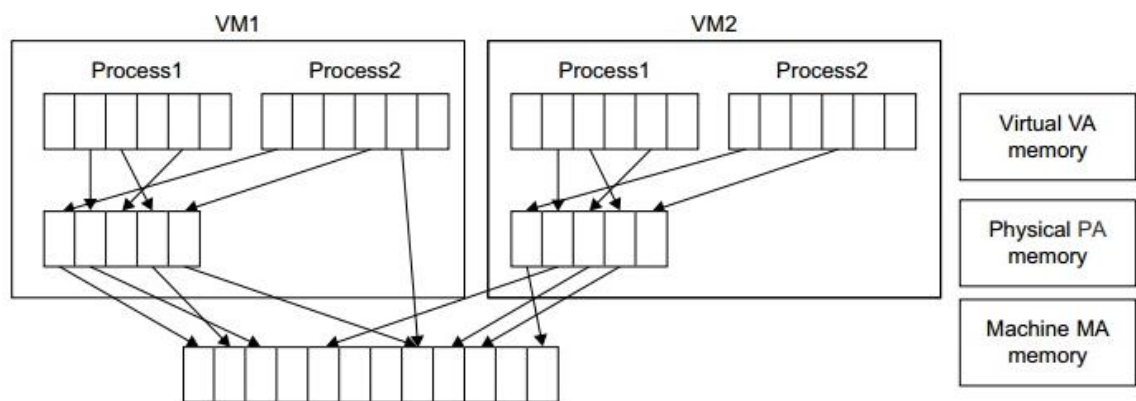 VM1
VM2
Process1
Process2
Process1
Process2
Virtual VA
memory
Physical PA
memory
Machine MA
memory